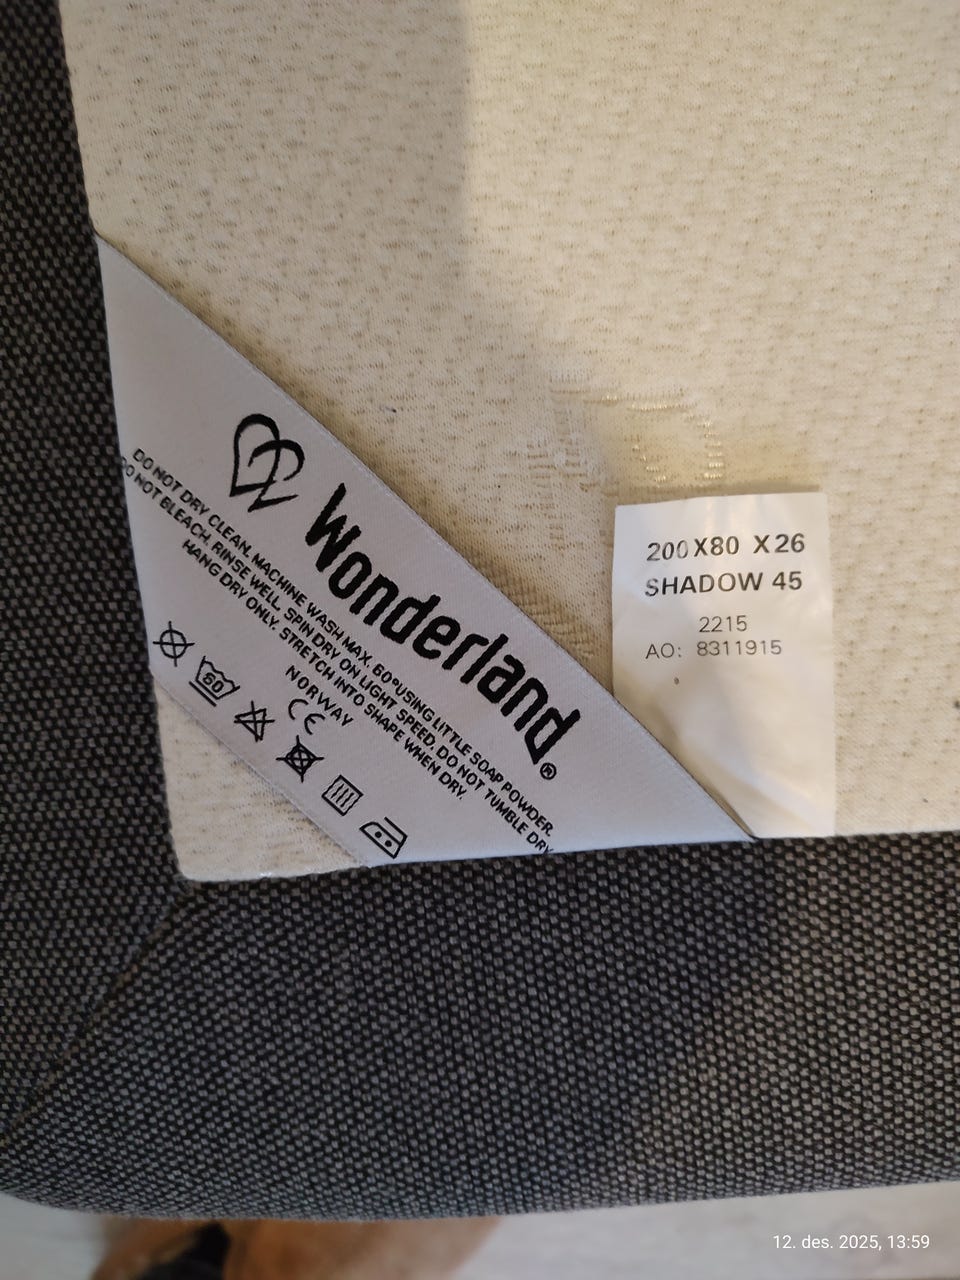 Wonderland®
DO NOT DRY CLEAN. MACHINE WASH MAX. 60°USING LITTLE SOAP POWDER.
DO NOT BLEACH. RINSE WELL. SPIN DRY ON LIGHT SPEED. DO NOT TUMBLE DRY.
HANG DRY ONLY. STRETCH INTO SHAPE WHEN DRY.
NORWAY
CE
60
200X80 X26
SHADOW 45
2215
AO: 8311915
12. des. 2025, 13:59